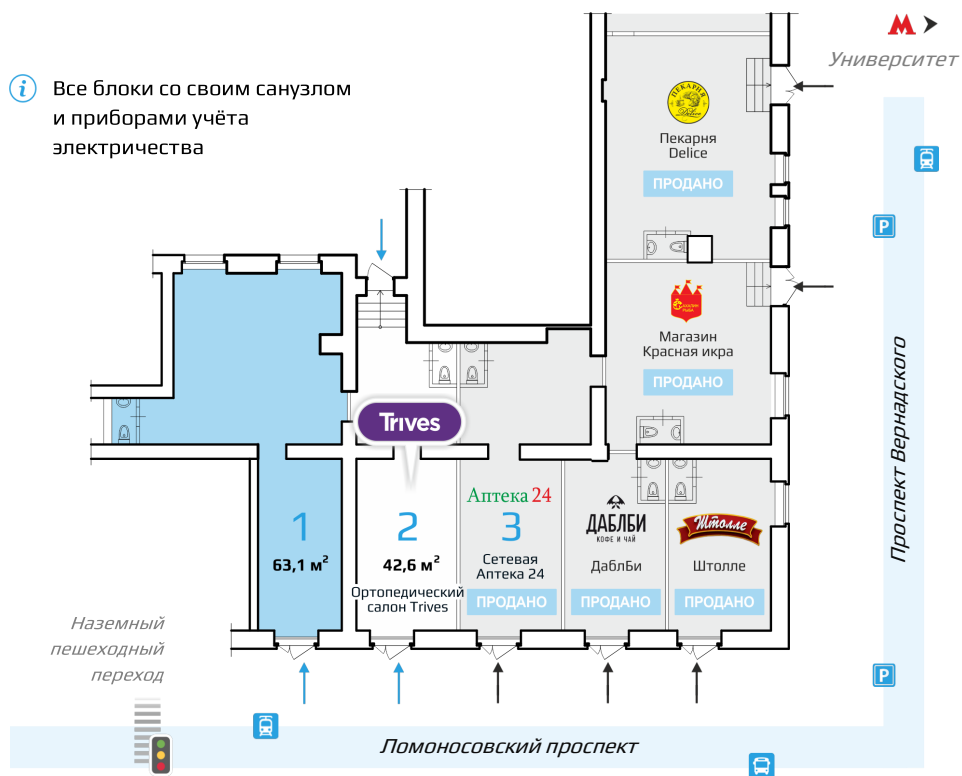 М
Университет
Все блоки со своим санузлом
и приборами учёта
электричества
ПЕКАРНЯ
Delice
Пекарня
Delice
ПРОДАНО
P
Магазин
Красная икра
ПРОДАНО
Проспект Вернадского
Trives
1
63,1 м²
2
42,6 м²
Ортопедический
салон Trives
Аптека 24
3
Сетевая
Аптека 24
ПРОДАНО
ДАБЛБИ
КОФЕ И ЧАЙ
ДаблБи
ПРОДАНО
Штолле
Штолле
ПРОДАНО
Наземный
пешеходный
переход
P
Ломоносовский проспект